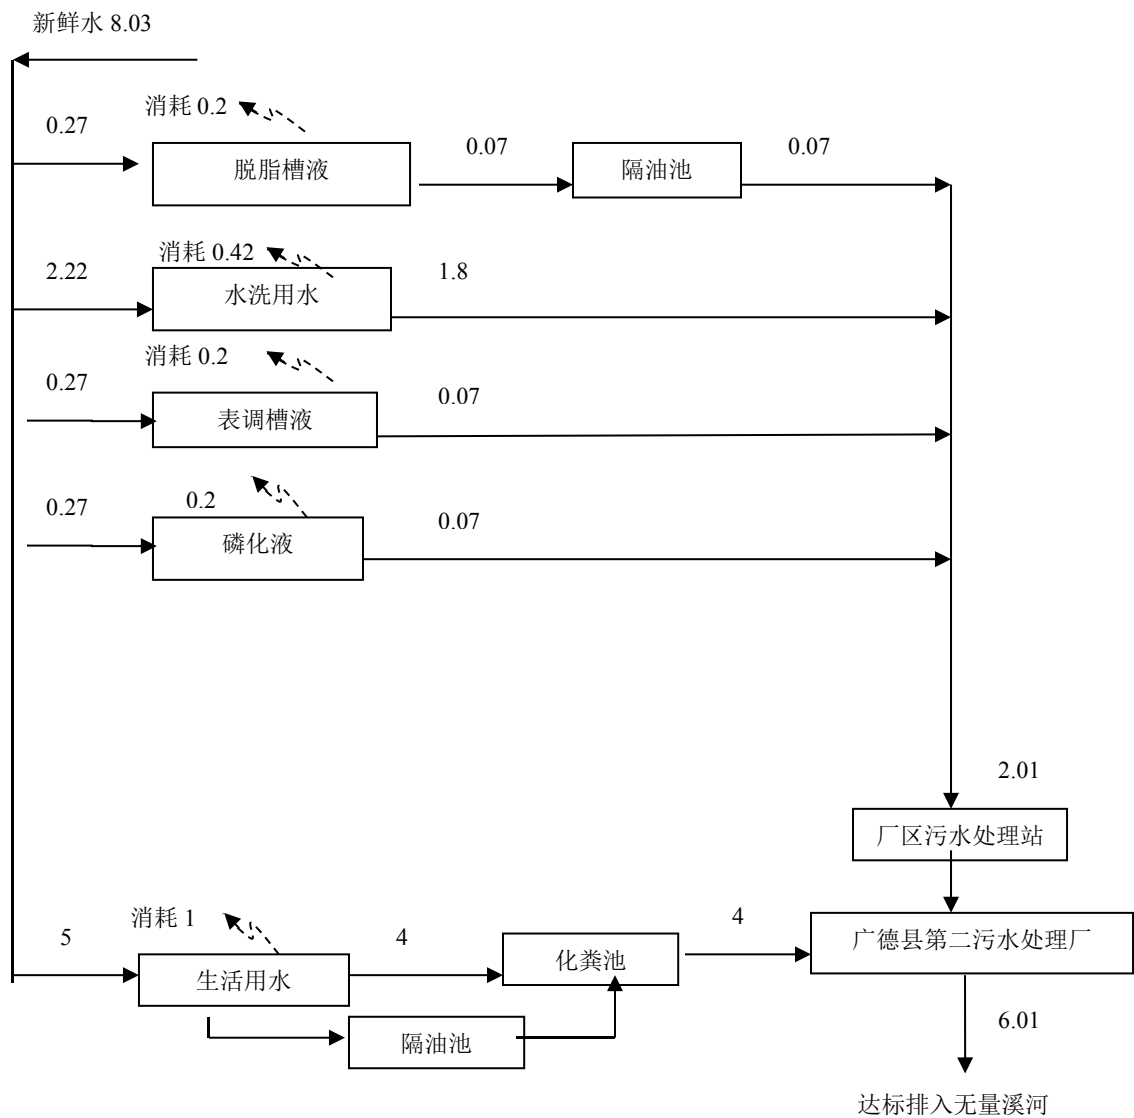 新鲜水 8.03
消耗 0.2
0.27
0.07
0.07
脱脂槽液
隔油池
消耗 0.42
2.22
1.8
水洗用水
消耗 0.2
0.27
0.07
表调槽液
0.27
0.2
0.07
磷化液
2.01
厂区污水处理站
消耗 1
5
4
4
广德县第二污水处理厂
化粪池
生活用水
6.01
隔油池
达标排入无量溪河